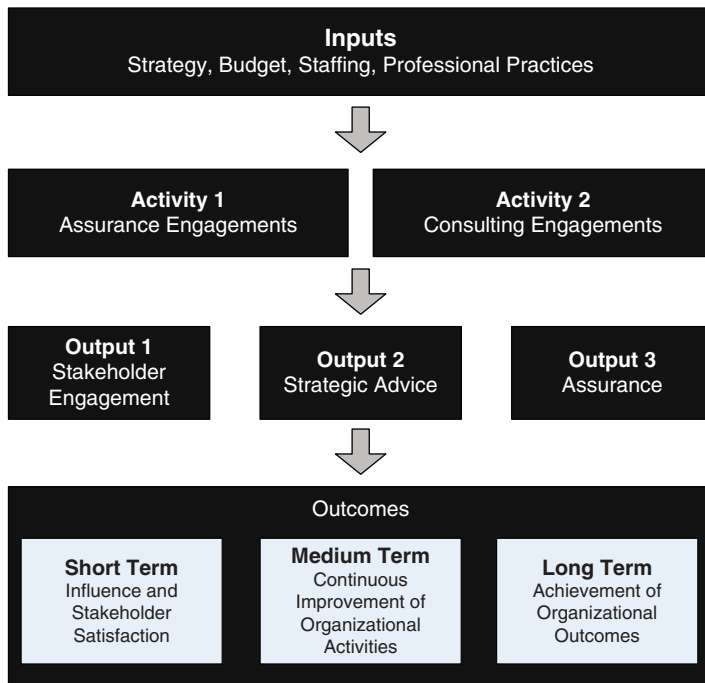 Inputs
Strategy, Budget, Staffing, Professional Practices
Activity 1
Assurance Engagements
Activity 2
Consulting Engagements
Output 1
Stakeholder
Engagement
Output 2
Strategic Advice
Output 3
Assurance
Outcomes
Short Term
Influence and
Stakeholder
Satisfaction
Medium Term
Continuous
Improvement of
Organizational
Activities
Long Term
Achievement of
Organizational
Outcomes